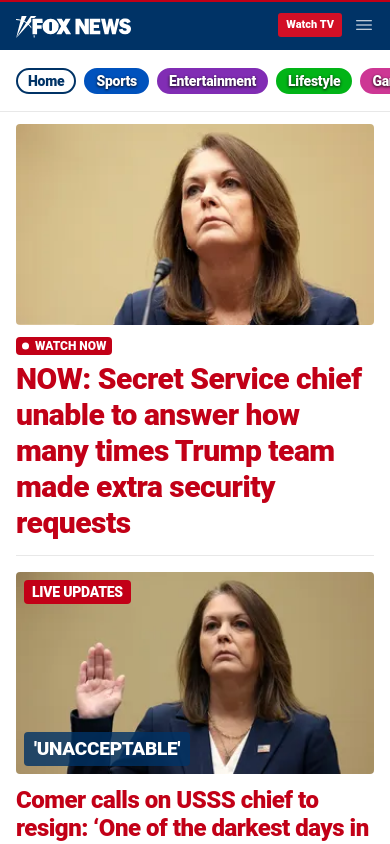 FOX NEWS
Watch TV
Home
Sports
Entertainment
Lifestyle
WATCH NOW
NOW: Secret Service chief
unable to answer how
many times Trump team
made extra security
requests
LIVE UPDATES
'UNACCEPTABLE'
Comer calls on USSS chief to
resign: ‘One of the darkest days in